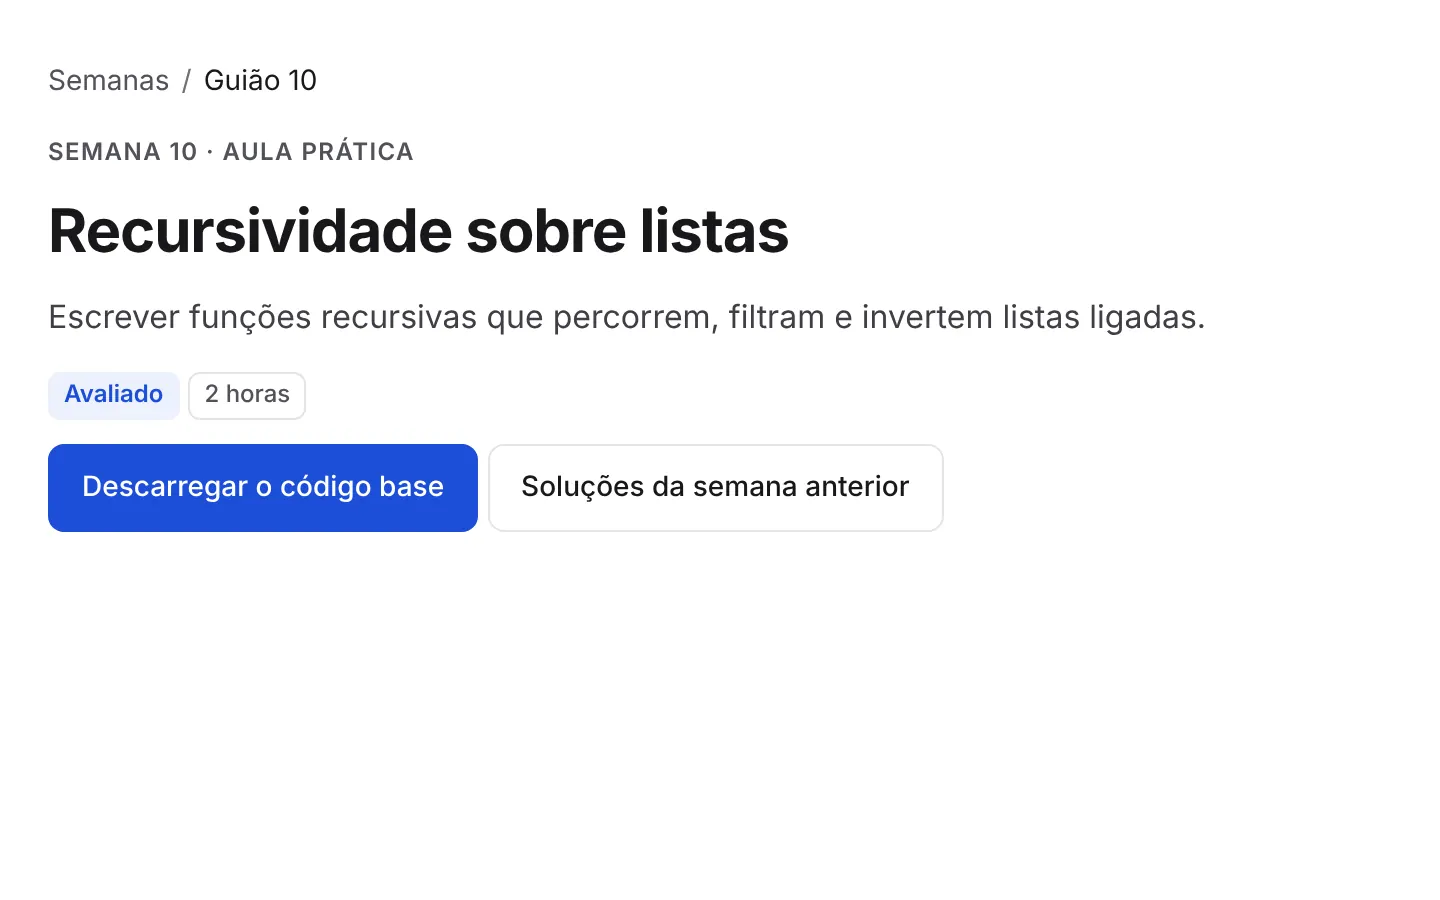 Semanas / Guião 10
SEMANA 10 · AULA PRÁTICA
Recursividade sobre listas
Escrever funções recursivas que percorrem, filtram e invertem listas ligadas.
Avaliado 2 horas
Descarregar o código base Soluções da semana anterior